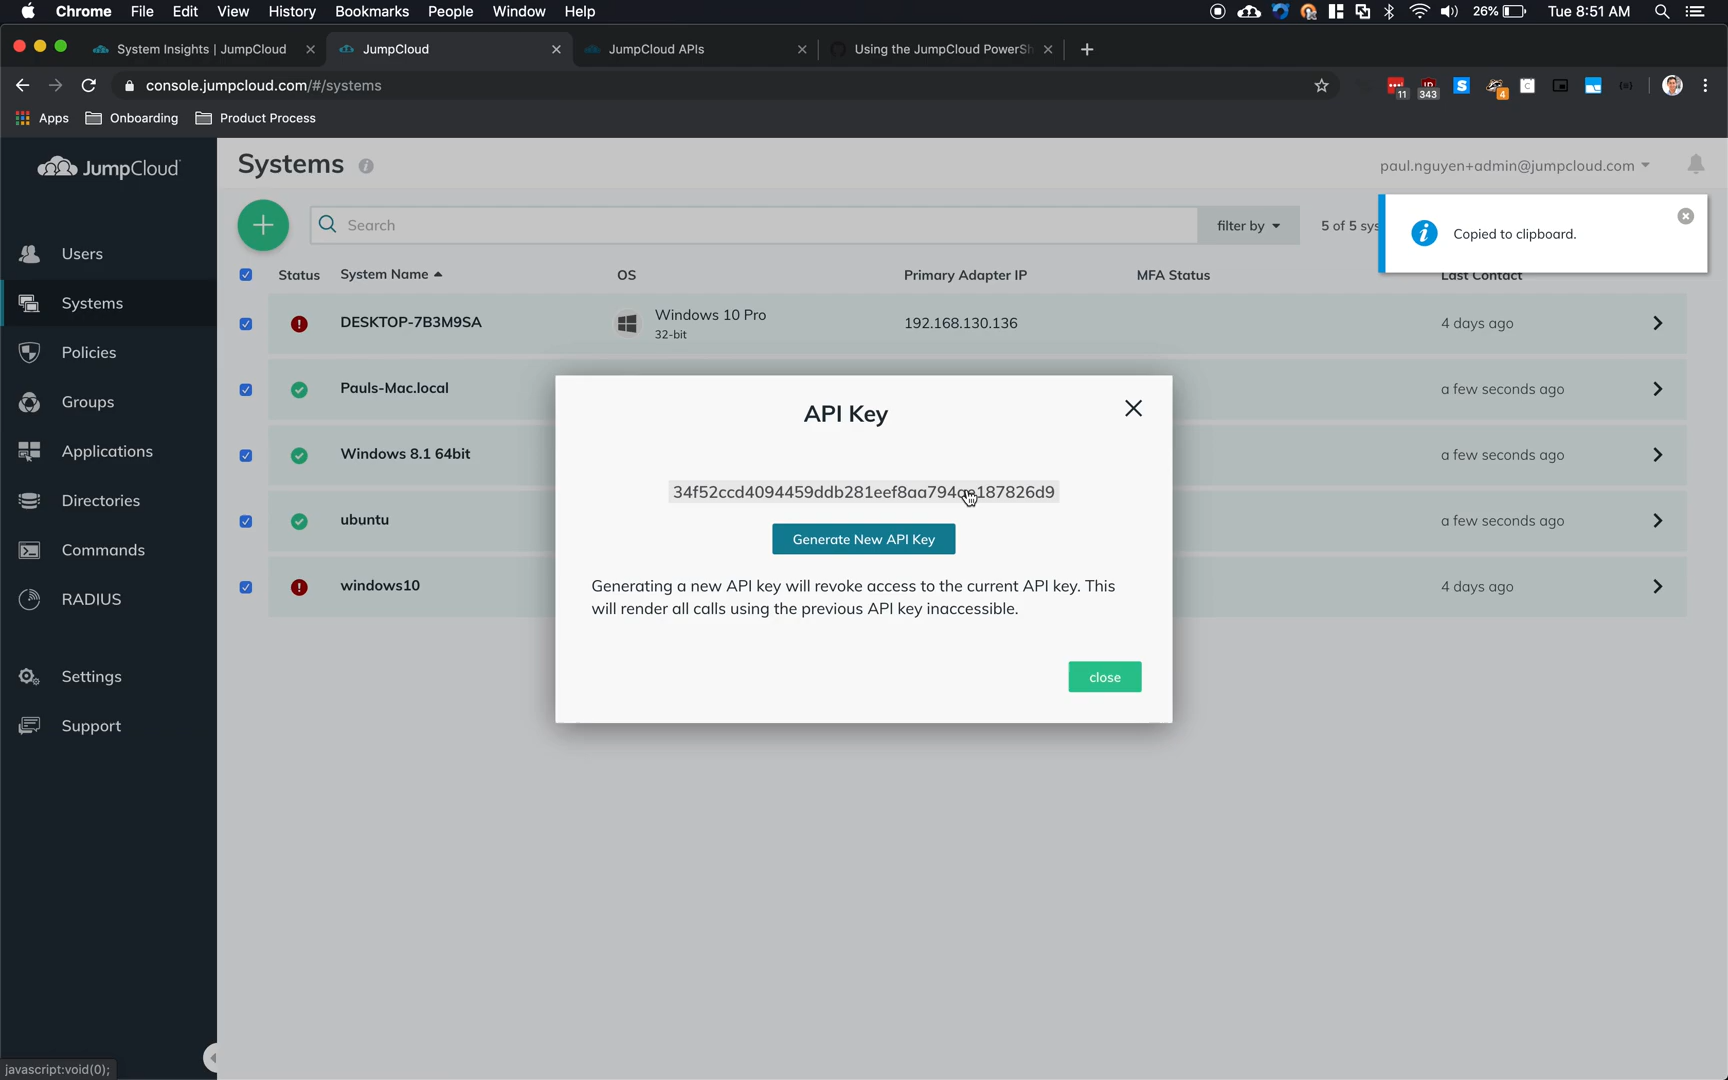 Chrome File Edit View History Bookmarks People Window Help 26% Tue 8:51 AM
System Insights | JumpCloud JumpCloud JumpCloud APIs Using the JumpCloud PowerSh
console.jumpcloud.com/#/systems 11 343 4
Apps Onboarding Product Process
JumpCloud
Users
Systems
Policies
Groups
Applications
Directories
Commands
RADIUS
Settings
Support
Systems
paul.nguyen+admin@jumpcloud.com
Search filter by 5 of 5 sys
Copied to clipboard.
Status System Name OS Primary Adapter IP MFA Status Last Contact
DESKTOP-7B3M9SA Windows 10 Pro 192.168.130.136 4 days ago
32-bit
Pauls-Mac.local a few seconds ago
Windows 8.1 64bit a few seconds ago
ubuntu a few seconds ago
windows10 4 days ago
API Key
Generate New API Key
Generating a new API key will revoke access to the current API key. This
will render all calls using the previous API key inaccessible.
close
javascript:void(0);